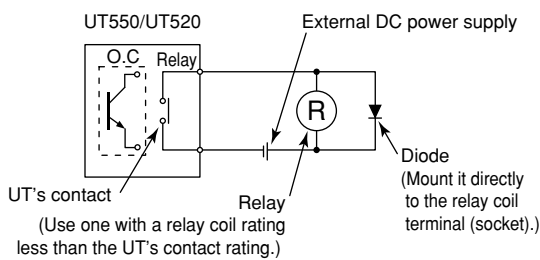 UT550/UT520
External DC power supply
O.C
Relay
R
Diode
(Mount it directly
to the relay coil
terminal (socket).)
UT's contact
Relay
(Use one with a relay coil rating
less than the UT's contact rating.)